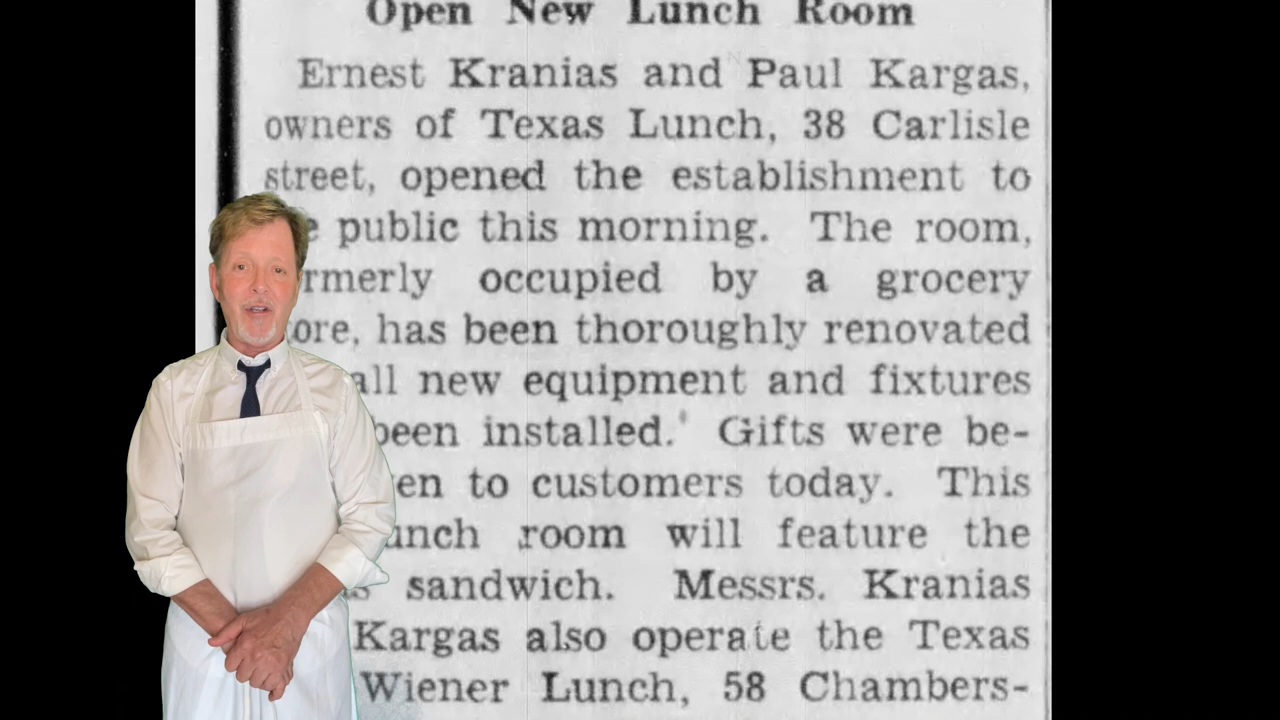 Open New Lunch Room
Ernest Kranias and Paul Kargas,
owners of Texas Lunch, 38 Carlisle
street, opened the establishment to
public this morning. The room,
occupied by a grocery
has been thoroughly renovated
all new equipment and fixtures
been installed. Gifts were be-
to customers today. This
room will feature the
sandwich. Messrs. Kranias
Kargas also operate the Texas
Wiener Lunch, 58 Chambers-